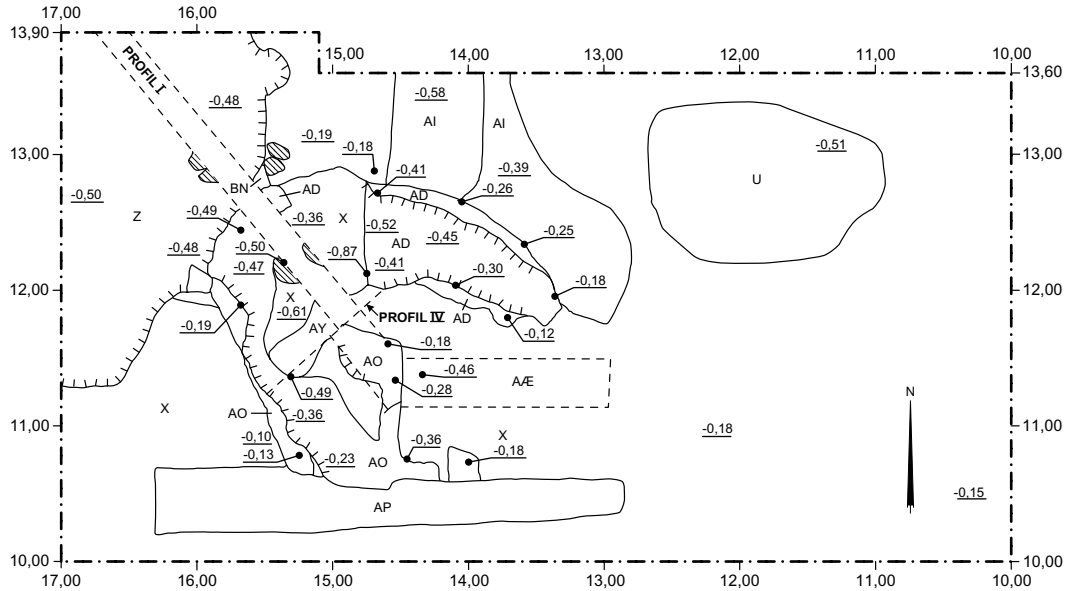 17,00 16,00
13,90
15,00 14,00 13,00 12,00 11,00 10,00
13,60
PROFIL I
-0,58
-0,48
AI AI
-0,19
-0,51
-0,18
13,00 13,00
-0,41 -0,39
U
BN AD AD -0,26
-0,50
Z -0,49 -0,36 X -0,52 -0,45 -0,25
AD
-0,48 -0,50 -0,87
-0,47 -0,41 -0,30 -0,18
12,00 12,00
X
-0,61
-0,19 AY PROFIL IV AD
-0,12
-0,18
AO -0,46
AÆ
-0,49 -0,28
N
X AO -0,36
11,00 11,00
-0,10 X -0,18
-0,13 -0,36 -0,18
-0,23 AO
-0,15
AP
10,00 10,00
17,00 16,00 15,00 14,00 13,00 12,00 11,00 10,00